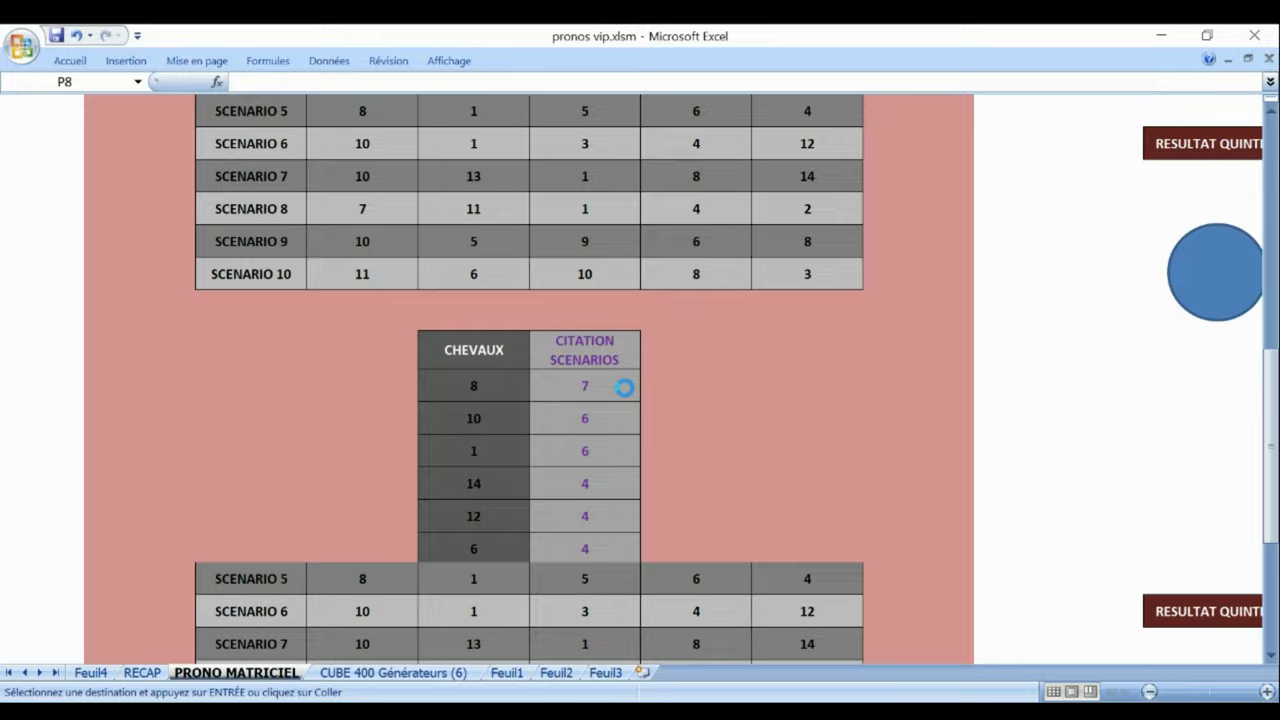 pronos vip.xlsm - Microsoft Excel
Accueil Insertion Mise en page Formules Données Révision Affichage
P8 fx
SCENARIO 5 8 1 5 6 4
SCENARIO 6 10 1 3 4 12
SCENARIO 7 10 13 1 8 14
SCENARIO 8 7 11 1 4 2
SCENARIO 9 10 5 9 6 8
SCENARIO 10 11 6 10 8 3
RESULTAT QUINT
CHEVAUX CITATION
SCENARIOS
8 7
10 6
1 6
14 4
12 4
6 4
SCENARIO 5 8 1 5 6 4
SCENARIO 6 10 1 3 4 12
RESULTAT QUINT
SCENARIO 7 10 13 1 8 14
Feuil4 RECAP PRONO MATRICIEL CUBE 400 Générateurs (6) Feuil1 Feuil2 Feuil3
Sélectionnez une destination et appuyez sur ENTRÉE ou cliquez sur Coller